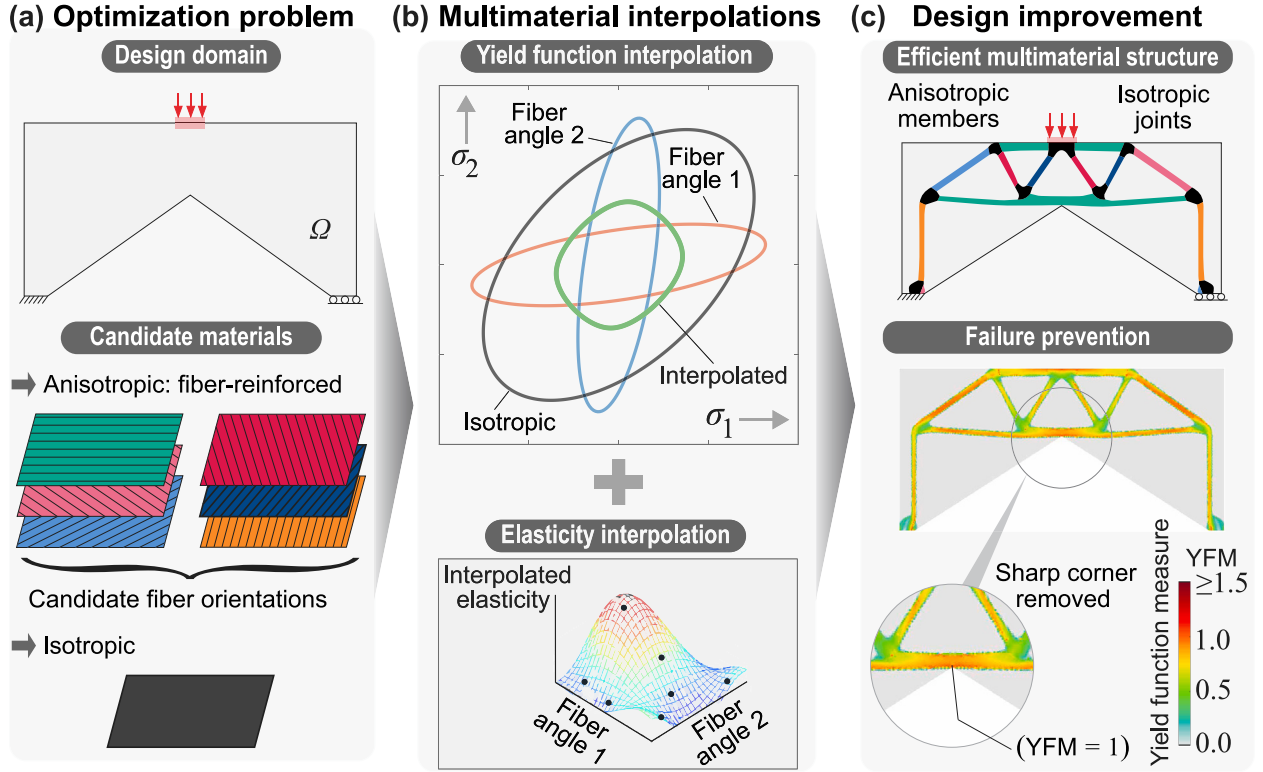 (a) Optimization problem
Design domain
Ω
Candidate materials
Anisotropic: fiber-reinforced
Candidate fiber orientations
Isotropic
(b) Multimaterial interpolations
Yield function interpolation
σ2
Fiber
angle 2
Fiber
angle 1
Interpolated
Isotropic
σ1
Elasticity interpolation
Interpolated
elasticity
Fiber
angle 1
Fiber
angle 2
(c) Design improvement
Efficient multimaterial structure
Anisotropic
members
Isotropic
joints
Failure prevention
Sharp corner
removed
(YFM = 1)
Yield function measure
YFM
≥1.5
1.0
0.5
0.0